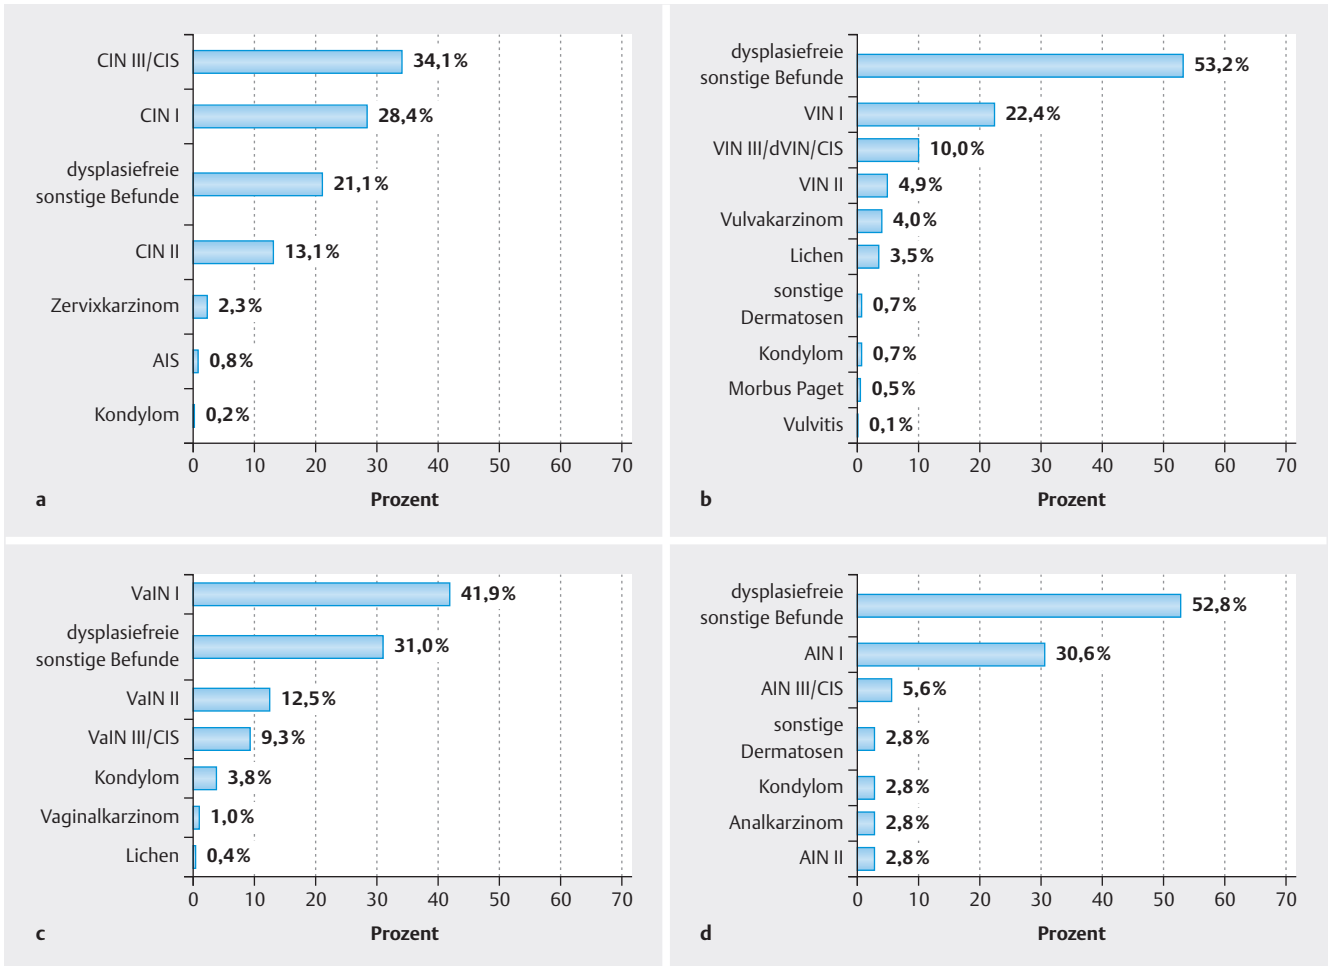 CIN III/CIS
34,1%
CIN I
28,4%
dysplasiefreie
sonstige Befunde
21,1%
CIN II
13,1%
Zervixkarzinom
2,3%
AIS
0,8%
Kondylom
0,2%
0 10 20 30 40 50 60 70
a
Prozent
dysplasiefreie
sonstige Befunde
53,2%
VIN I
22,4%
VIN III/dVIN/CIS
10,0%
VIN II
4,9%
Vulvakarzinom
4,0%
Lichen
3,5%
sonstige
Dermatosen
0,7%
Kondylom
0,7%
Morbus Paget
0,5%
Vulvitis
0,1%
0 10 20 30 40 50 60 70
b
Prozent
VaIN I
41,9%
dysplasiefreie
sonstige Befunde
31,0%
VaIN II
12,5%
VaIN III/CIS
9,3%
Kondylom
3,8%
Vaginalkarzinom
1,0%
Lichen
0,4%
0 10 20 30 40 50 60 70
c
Prozent
dysplasiefreie
sonstige Befunde
52,8%
AIN I
30,6%
AIN III/CIS
5,6%
sonstige
Dermatosen
2,8%
Kondylom
2,8%
Analkarzinom
2,8%
AIN II
2,8%
0 10 20 30 40 50 60 70
d
Prozent